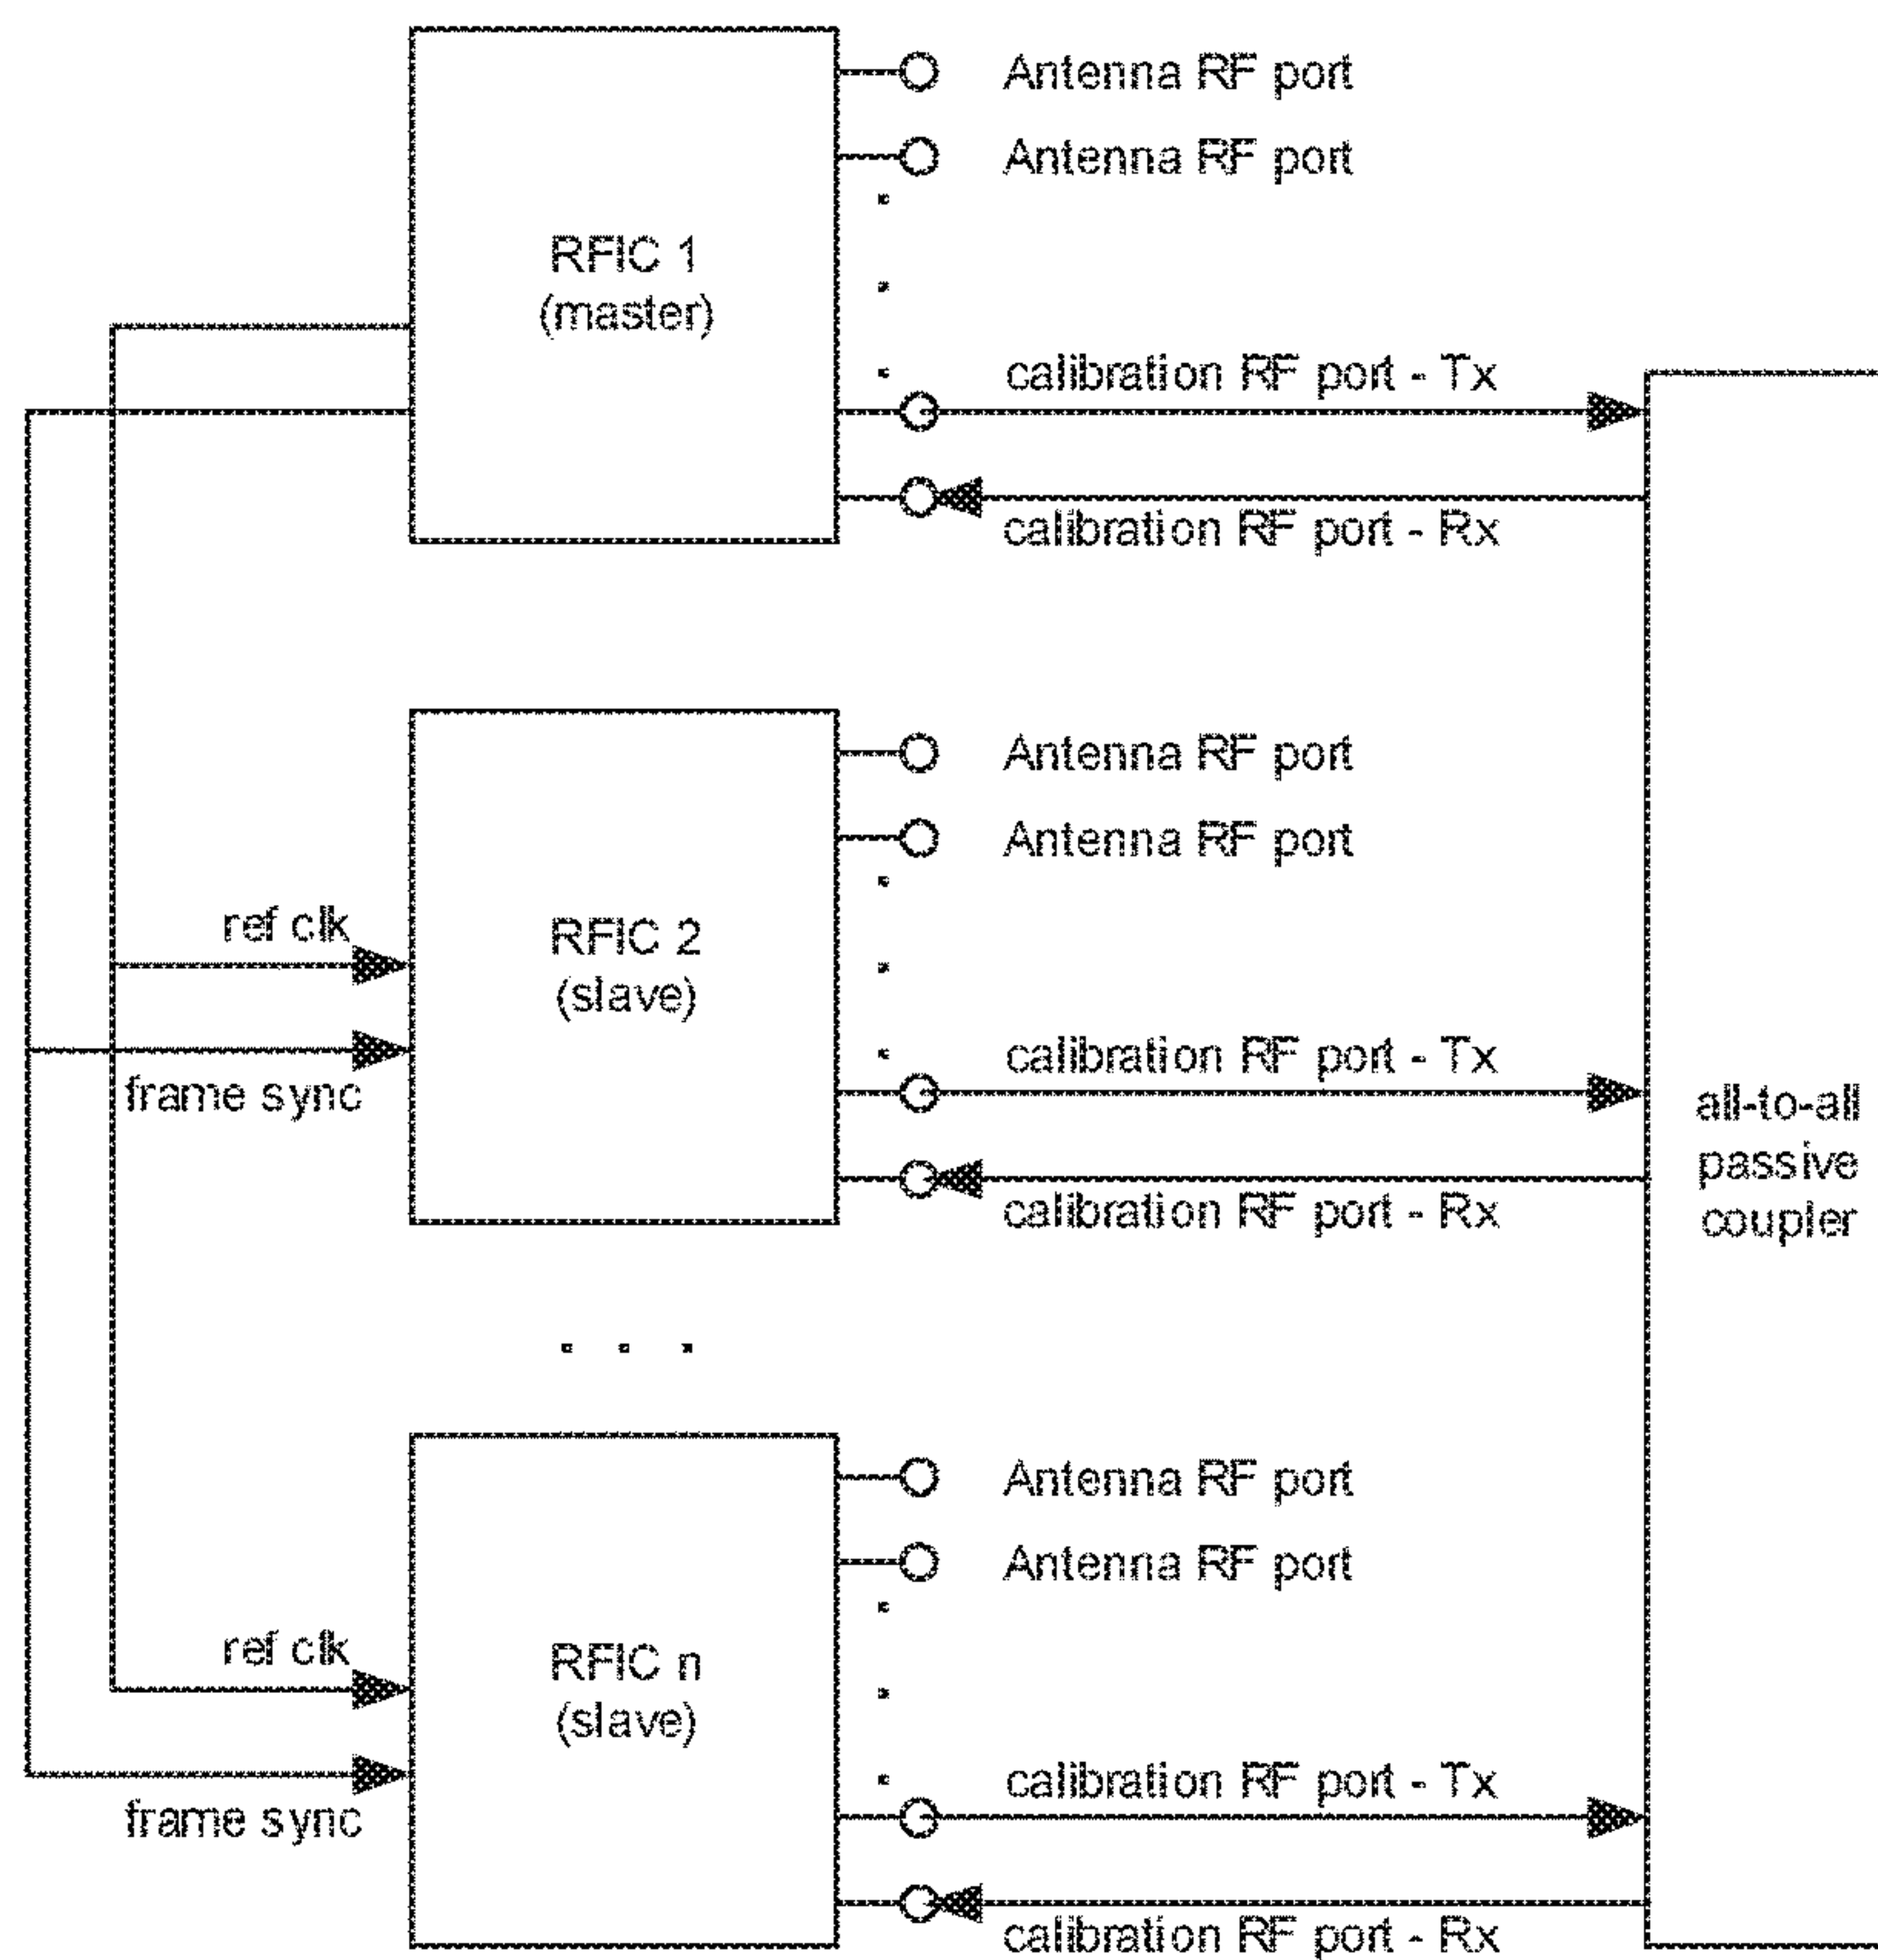 Antenna RF port
Antenna RF port
RFIC 1
(master)
calibration RF port - Tx
calibration RF port - Rx
Antenna RF port
Antenna RF port
ref clk
RFIC 2
(slave)
frame sync
calibration RF port - Tx
calibration RF port - Rx
all-to-all
passive
coupler
. . .
Antenna RF port
Antenna RF port
ref clk
RFIC n
(slave)
frame sync
calibration RF port - Tx
calibration RF port - Rx